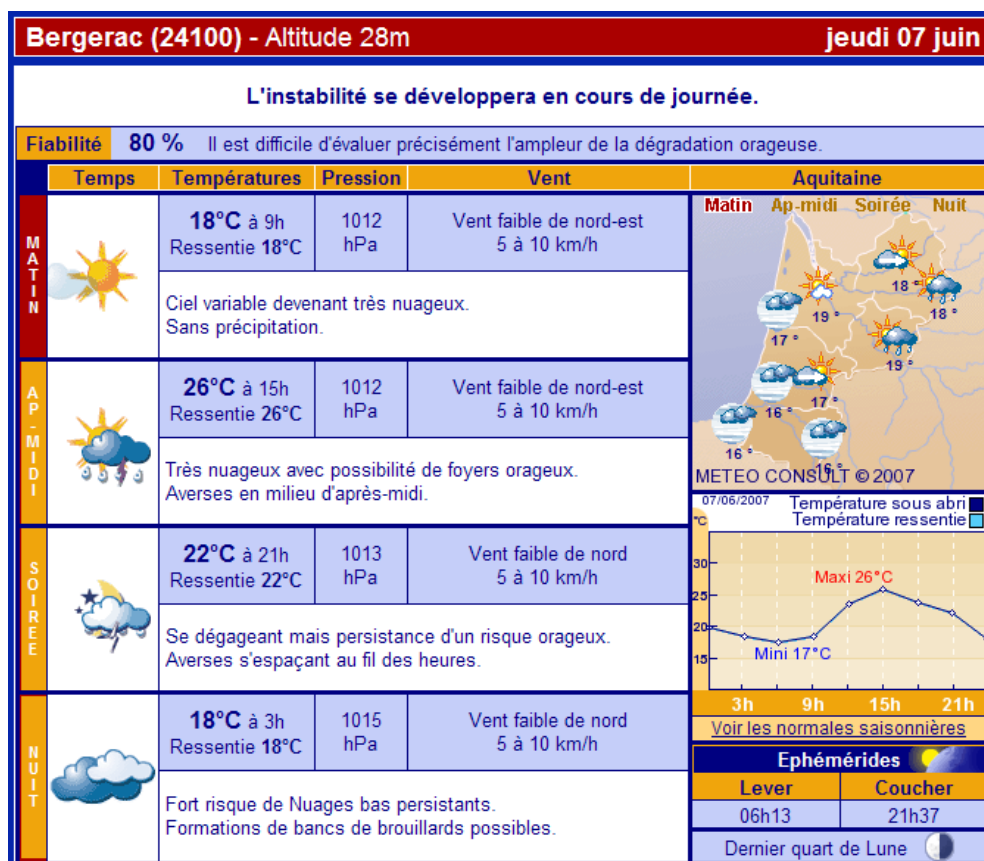 Bergerac (24100) - Altitude 28m jeudi 07 juin
L'instabilité se développera en cours de journée.
Fiabilité 80 % Il est difficile d'évaluer précisément l'ampleur de la dégradation orageuse.
Temps Températures Pression Vent Aquitaine
MATIN
18°C à 9h
Ressentie 18°C
1012
hPa
Vent faible de nord-est
5 à 10 km/h
Ciel variable devenant très nuageux.
Sans précipitation.
AP-MIDI
26°C à 15h
Ressentie 26°C
1012
hPa
Vent faible de nord-est
5 à 10 km/h
Très nuageux avec possibilité de foyers orageux.
Averses en milieu d'après-midi.
SOIREE
22°C à 21h
Ressentie 22°C
1013
hPa
Vent faible de nord
5 à 10 km/h
Se dégageant mais persistance d'un risque orageux.
Averses s'espaçant au fil des heures.
NUIT
18°C à 3h
Ressentie 18°C
1015
hPa
Vent faible de nord
5 à 10 km/h
Fort risque de Nuages bas persistants.
Formations de bancs de brouillards possibles.
Matin Ap-midi Soirée Nuit
18 °
18 °
19 °
17 °
19 °
17 °
16 °
16 °
16 °
METEO CONSULT © 2007
07/06/2007 Température sous abri
°C Température ressentie
30
Maxi 26°C
25
20
Mini 17°C
15
3h 9h 15h 21h
Voir les normales saisonnières
Ephémérides
Lever Coucher
06h13 21h37
Dernier quart de Lune